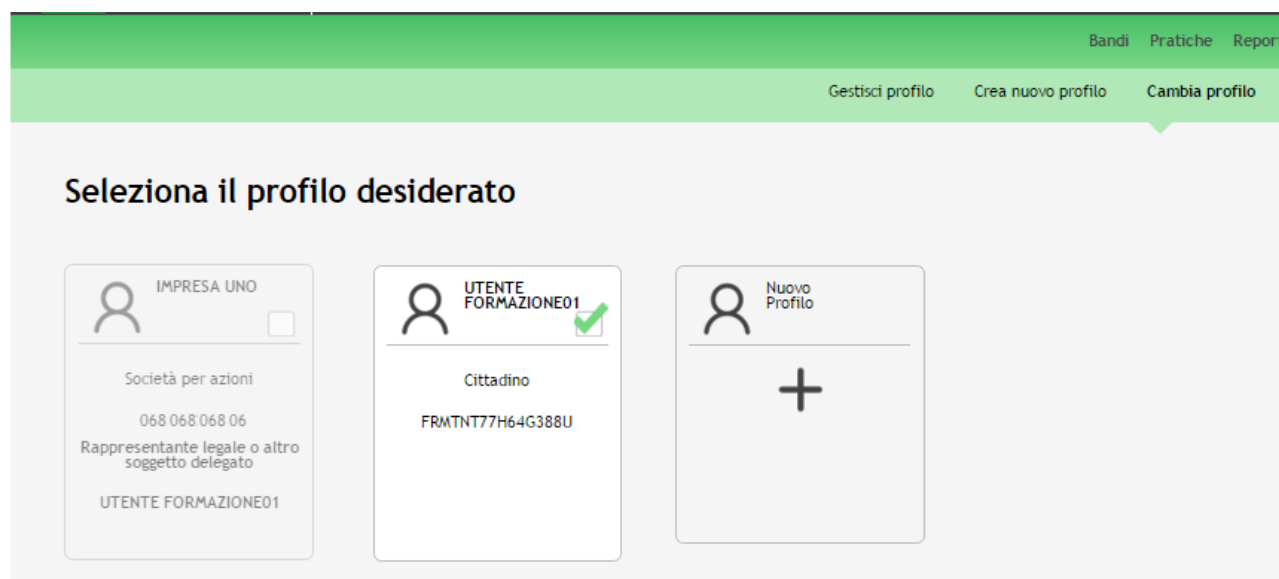 Bandi Pratiche Repor
Gestisci profilo Crea nuovo profilo Cambia profilo
Seleziona il profilo desiderato
IMPRESA UNO
Società per azioni
068 068 068 06
Rappresentante legale o altro
soggetto delegato
UTENTE FORMAZIONE01
UTENTE
FORMAZIONE01
Cittadino
FRMTNT77H64G388U
Nuovo
Profilo